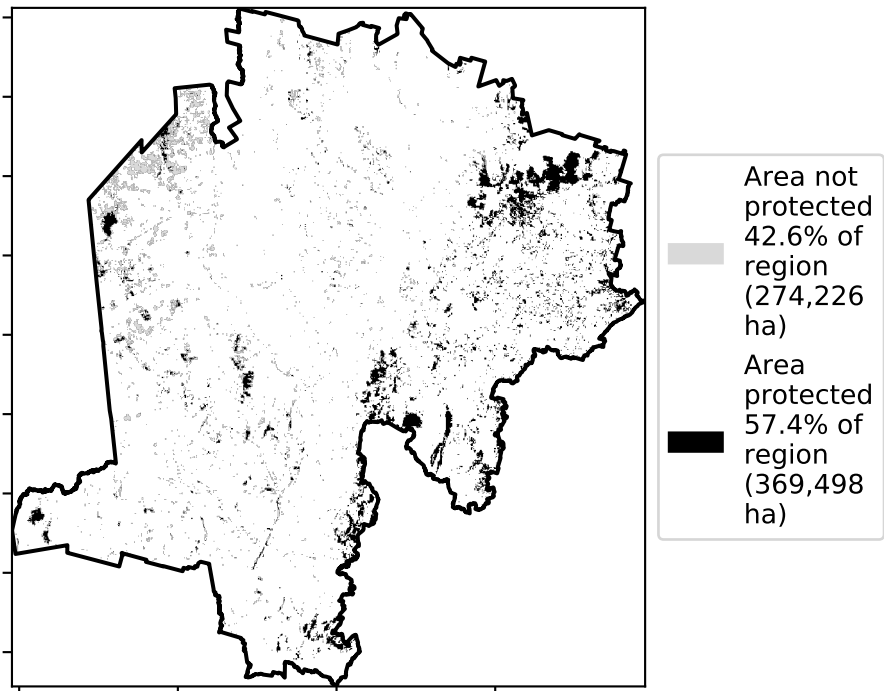 Area not
protected
42.6% of
region
(274,226
ha)
Area
protected
57.4% of
region
(369,498
ha)